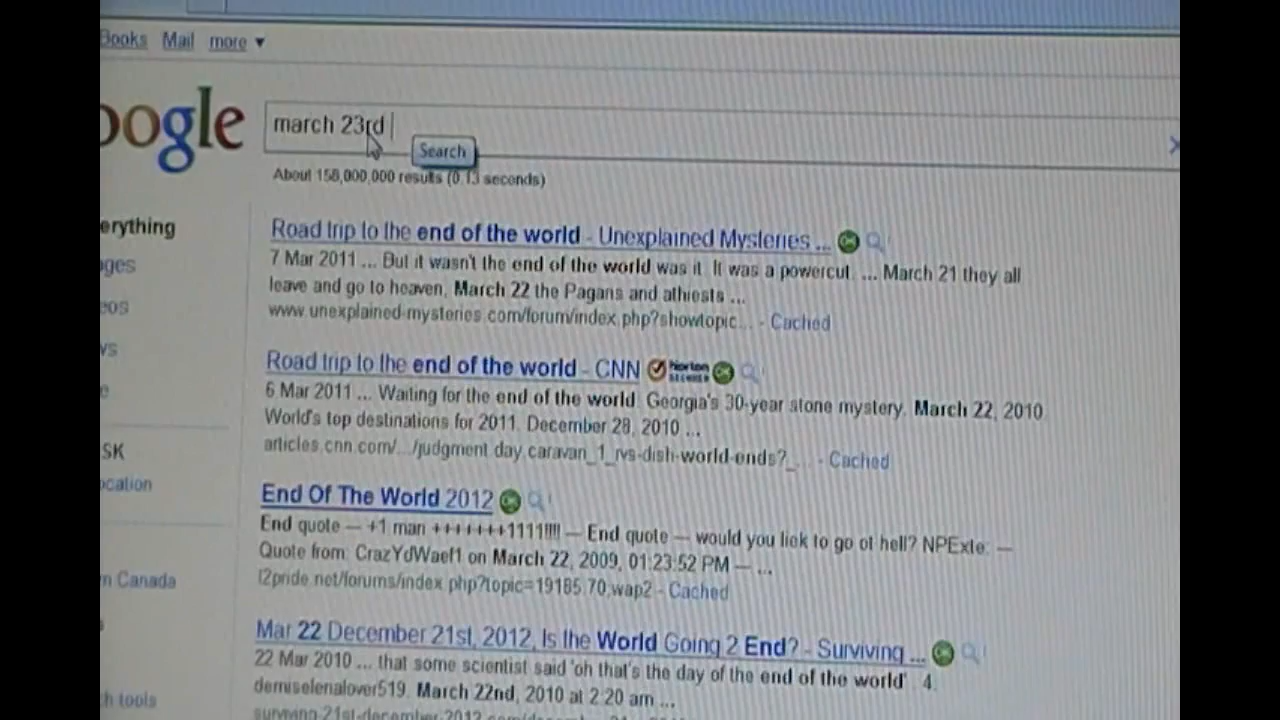 Books Mail more ▼
oogle
march 23rd
Search
About 158,000,000 results (0.13 seconds)
erything
Road trip to the end of the world - Unexplained Mysteries ...
7 Mar 2011 ... But it wasn't the end of the world was it. It was a powercut. ... March 21 they all
ages
leave and go to heaven, March 22 the Pagans and athiests ...
eos
www.unexplained-mysteries.com/forum/index.php?showtopic... - Cached
ws
Road trip to the end of the world - CNN Norton SECURED
e
6 Mar 2011 ... Waiting for the end of the world. Georgia's 30-year stone mystery. March 22, 2010.
World's top destinations for 2011. December 28, 2010 ...
SK
articles.cnn.com/.../judgment.day.caravan_1_rvs-dish-world-ends?_... - Cached
ocation
End Of The World 2012
End quote — +1 man +++++++1111!!!! — End quote — would you liek to go ot hell? NPExte: —
Quote from: CrazYdWaef1 on March 22, 2009, 01:23:52 PM — ...
n Canada
l2pride.net/forums/index.php?topic=19185.70;wap2 - Cached
Mar 22 December 21st, 2012, Is the World Going 2 End? - Surviving ...
22 Mar 2010 ... that some scientist said 'oh that's the day of the end of the world' . 4.
h tools
demiselenalover519. March 22nd, 2010 at 2:20 am ...